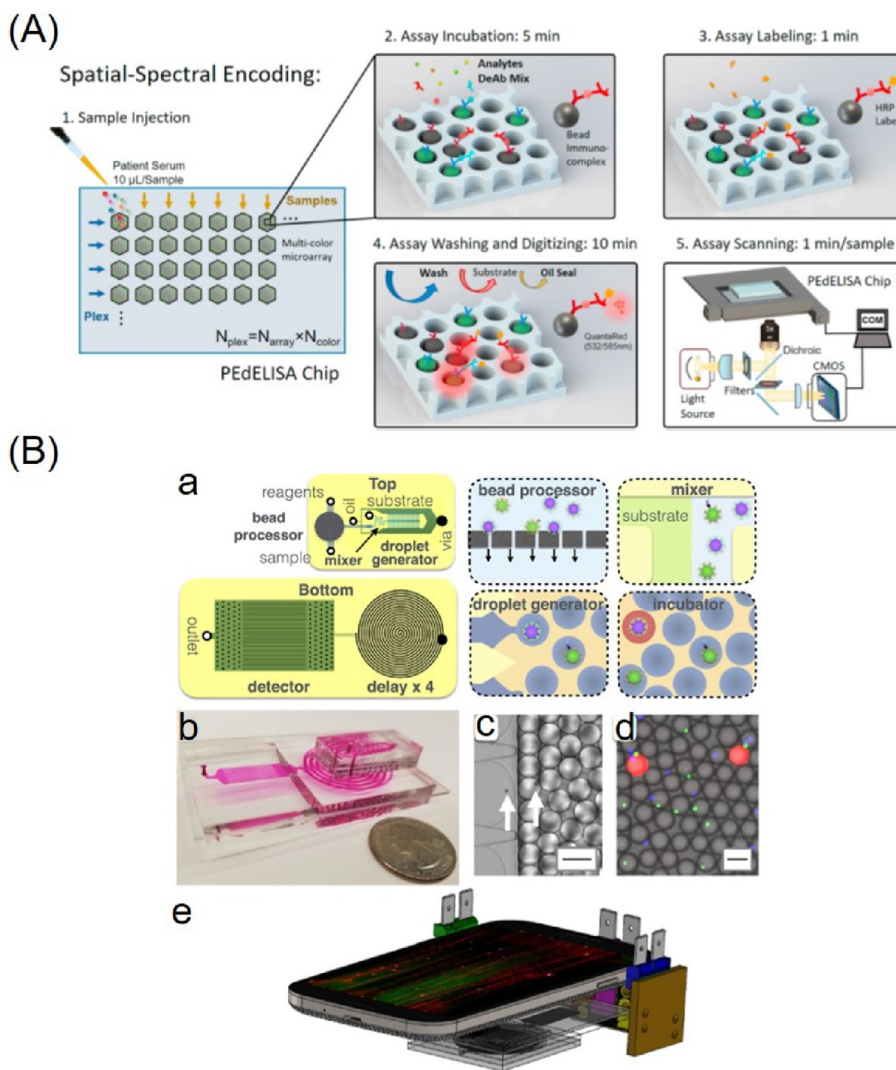 (A)
Spatial-Spectral Encoding:
1. Sample Injection
Patient Serum
10 µL/Sample
Samples
Multi-color
microarray
Plex
Nplex=Narray×Ncolor
PEdELISA Chip
2. Assay Incubation: 5 min
Analytes
DeAb Mix
Bead
Immuno-
complex
3. Assay Labeling: 1 min
HRP
Labe
4. Assay Washing and Digitizing: 10 min
Wash
Substrate
Oil Seal
QuantaRed
(532/585nm)
5. Assay Scanning: 1 min/sample
PEdELISA Chip
COM
Dichroic
CMOS
Light
Source
Filters
(B)
a
Top
reagents
oil
substrate
bead
processor
via
mixer
droplet
generator
sample
Bottom
outlet
detector
delay x 4
bead processor
mixer
substrate
droplet generator
incubator
b
c
d
e